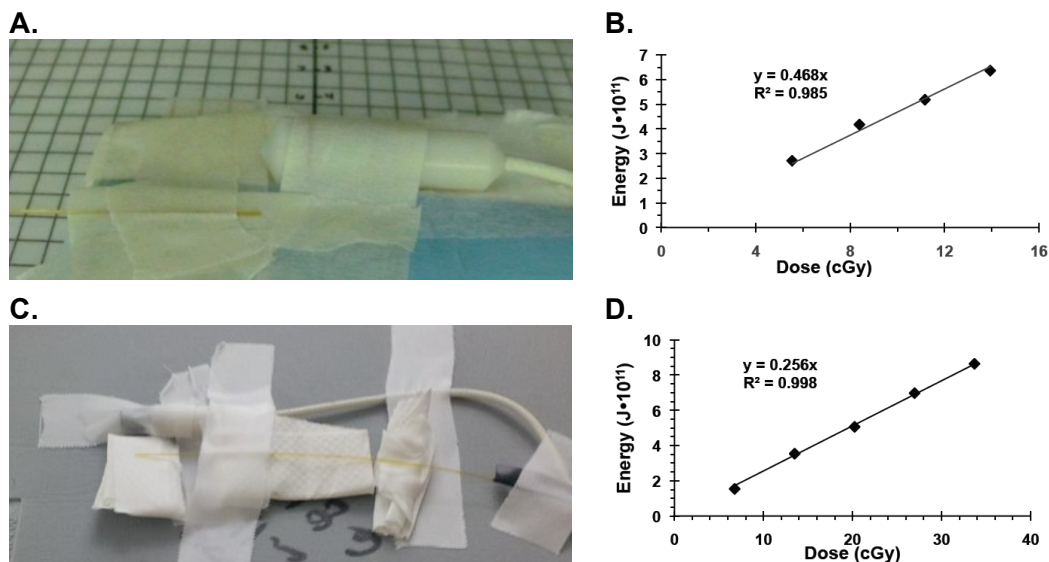 A.
B.
7
6
5
4
3
2
1
0
y = 0.468x
R² = 0.985
Energy (J•10¹¹)
0 4 8 12 16
Dose (cGy)
C.
D.
10
8
6
4
2
0
y = 0.256x
R² = 0.998
Energy (J•10¹¹)
0 10 20 30 40
Dose (cGy)